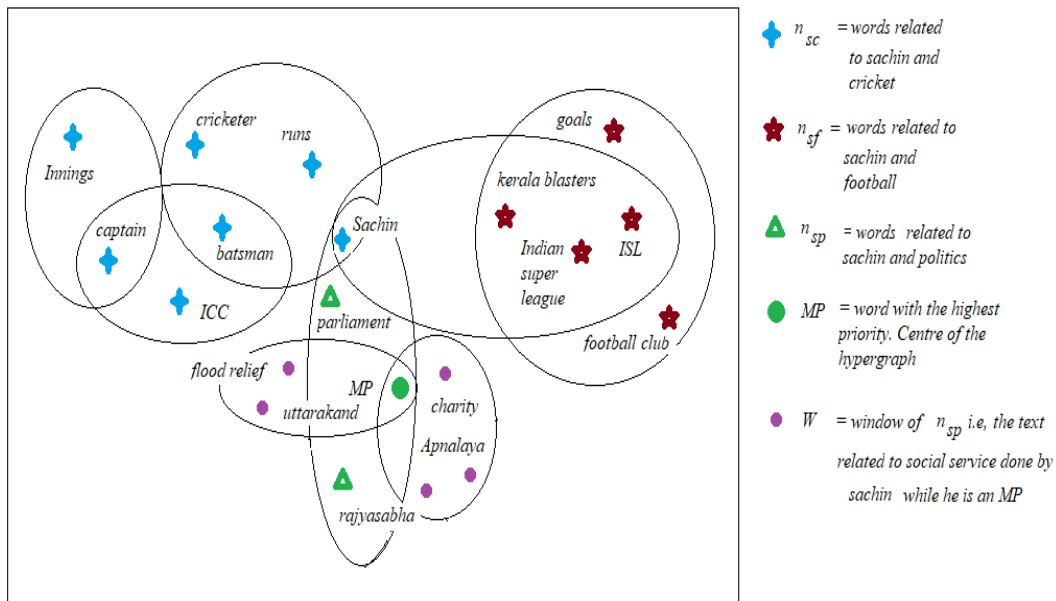 cricketer
runs
Innings
captain
batsman
ICC
Sachin
goals
kerala blasters
Indian
super
league
ISL
football club
parliament
flood relief
MP
uttarakand
charity
Apnalaya
rajyasabha
n sc = words related
to sachin and
cricket
n sf = words related to
sachin and
football
n sp = words related to
sachin and politics
MP = word with the highest
priority. Centre of the
hypergraph
W = window of n sp i.e, the text
related to social service done by
sachin while he is an MP